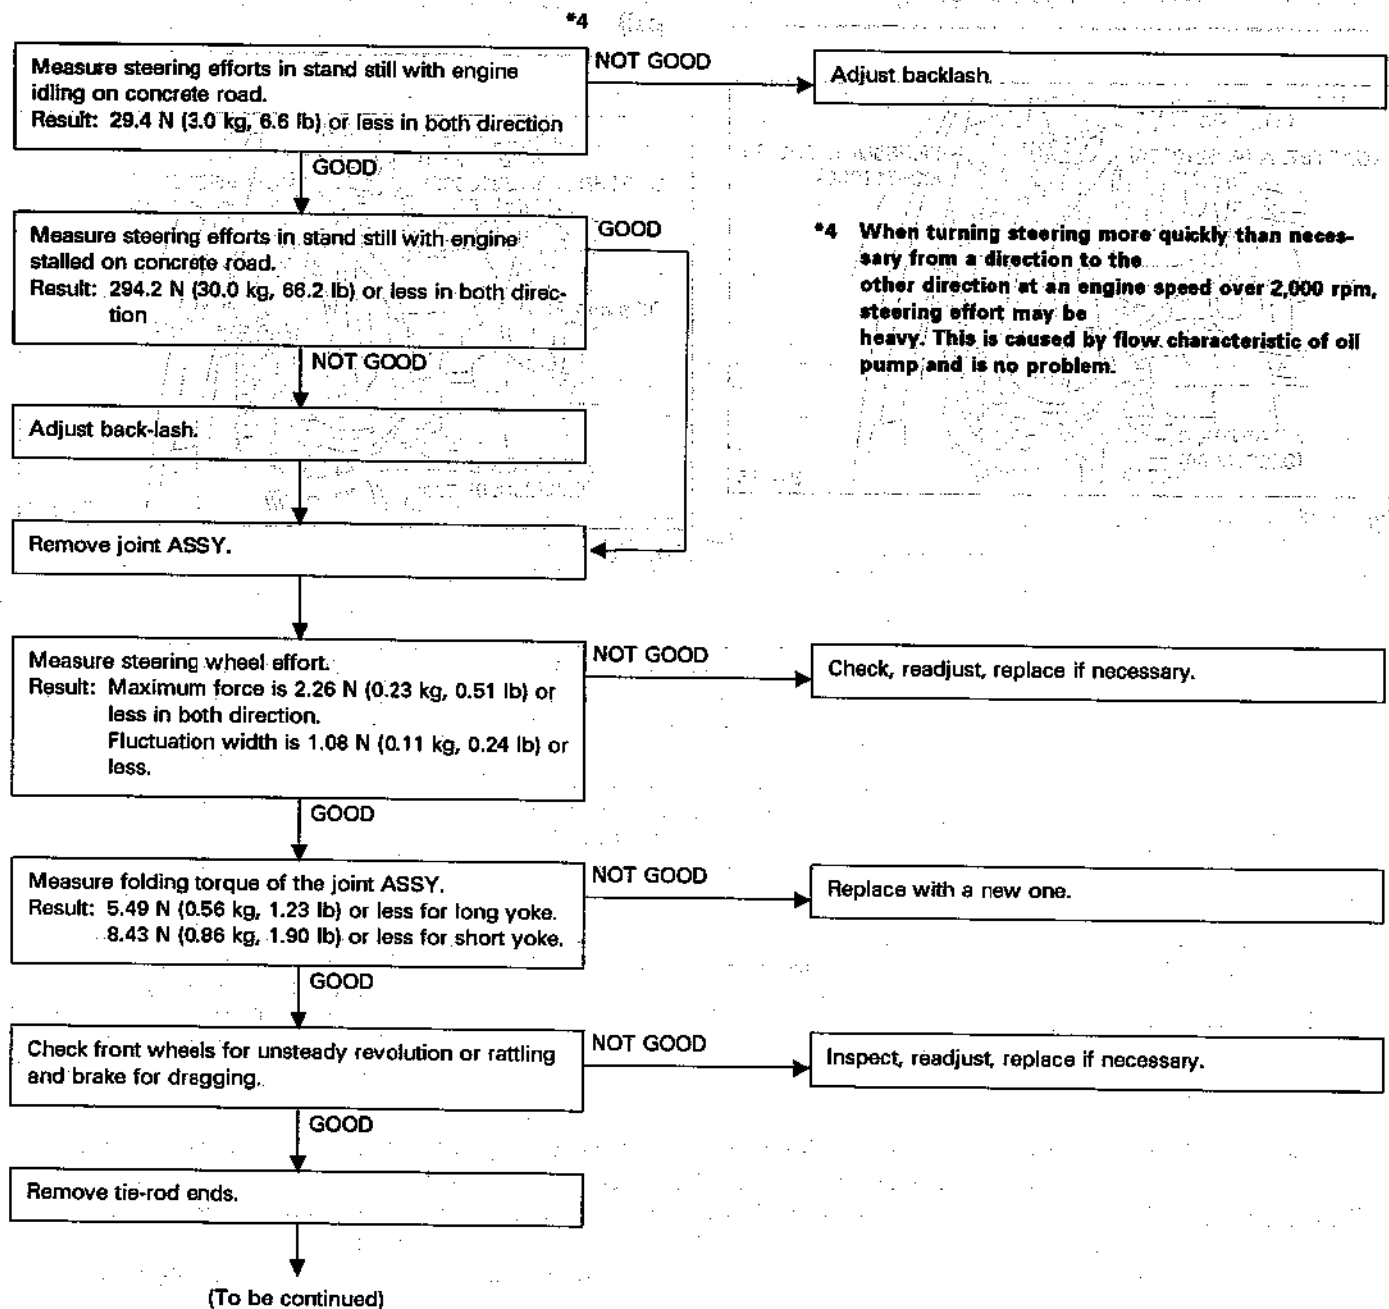 *4
Measure steering efforts in stand still with engine
idling on concrete road.
Result: 29.4 N (3.0 kg, 6.6 lb) or less in both direction
NOT GOOD
Adjust backlash.
GOOD
Measure steering efforts in stand still with engine
stalled on concrete road.
Result: 294.2 N (30.0 kg, 66.2 lb) or less in both direc-
tion
GOOD
*4 When turning steering more quickly than neces-
sary from a direction to the
other direction at an engine speed over 2,000 rpm,
steering effort may be
heavy. This is caused by flow characteristic of oil
pump and is no problem.
NOT GOOD
Adjust back-lash.
Remove joint ASSY.
Measure steering wheel effort.
Result: Maximum force is 2.26 N (0.23 kg, 0.51 lb) or
less in both direction.
Fluctuation width is 1.08 N (0.11 kg, 0.24 lb) or
less.
NOT GOOD
Check, readjust, replace if necessary.
GOOD
Measure folding torque of the joint ASSY.
Result: 5.49 N (0.56 kg, 1.23 lb) or less for long yoke.
8.43 N (0.86 kg, 1.90 lb) or less for short yoke.
NOT GOOD
Replace with a new one.
GOOD
Check front wheels for unsteady revolution or rattling
and brake for dragging.
NOT GOOD
Inspect, readjust, replace if necessary.
GOOD
Remove tie-rod ends.
(To be continued)